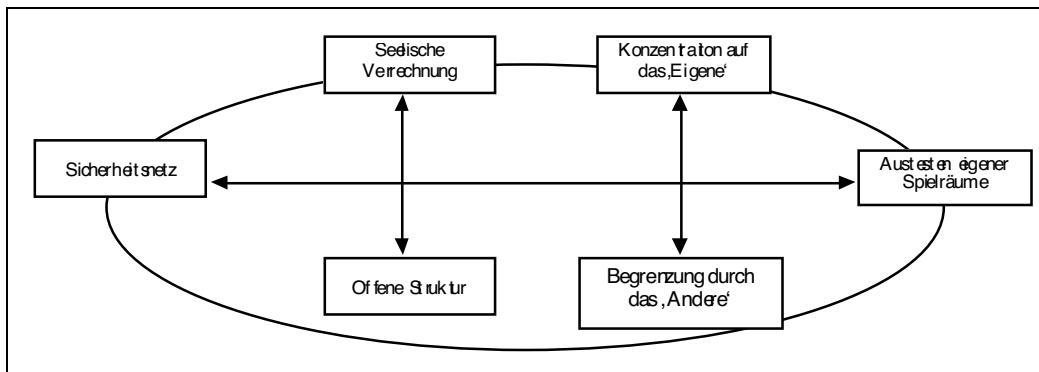 Seelische
Verrechnung
Konzentration auf
das ‚Eigene‘
Sicherheitsnetz
Austesten eigener
Spielräume
Offene Struktur
Begrenzung durch
das ‚Andere‘